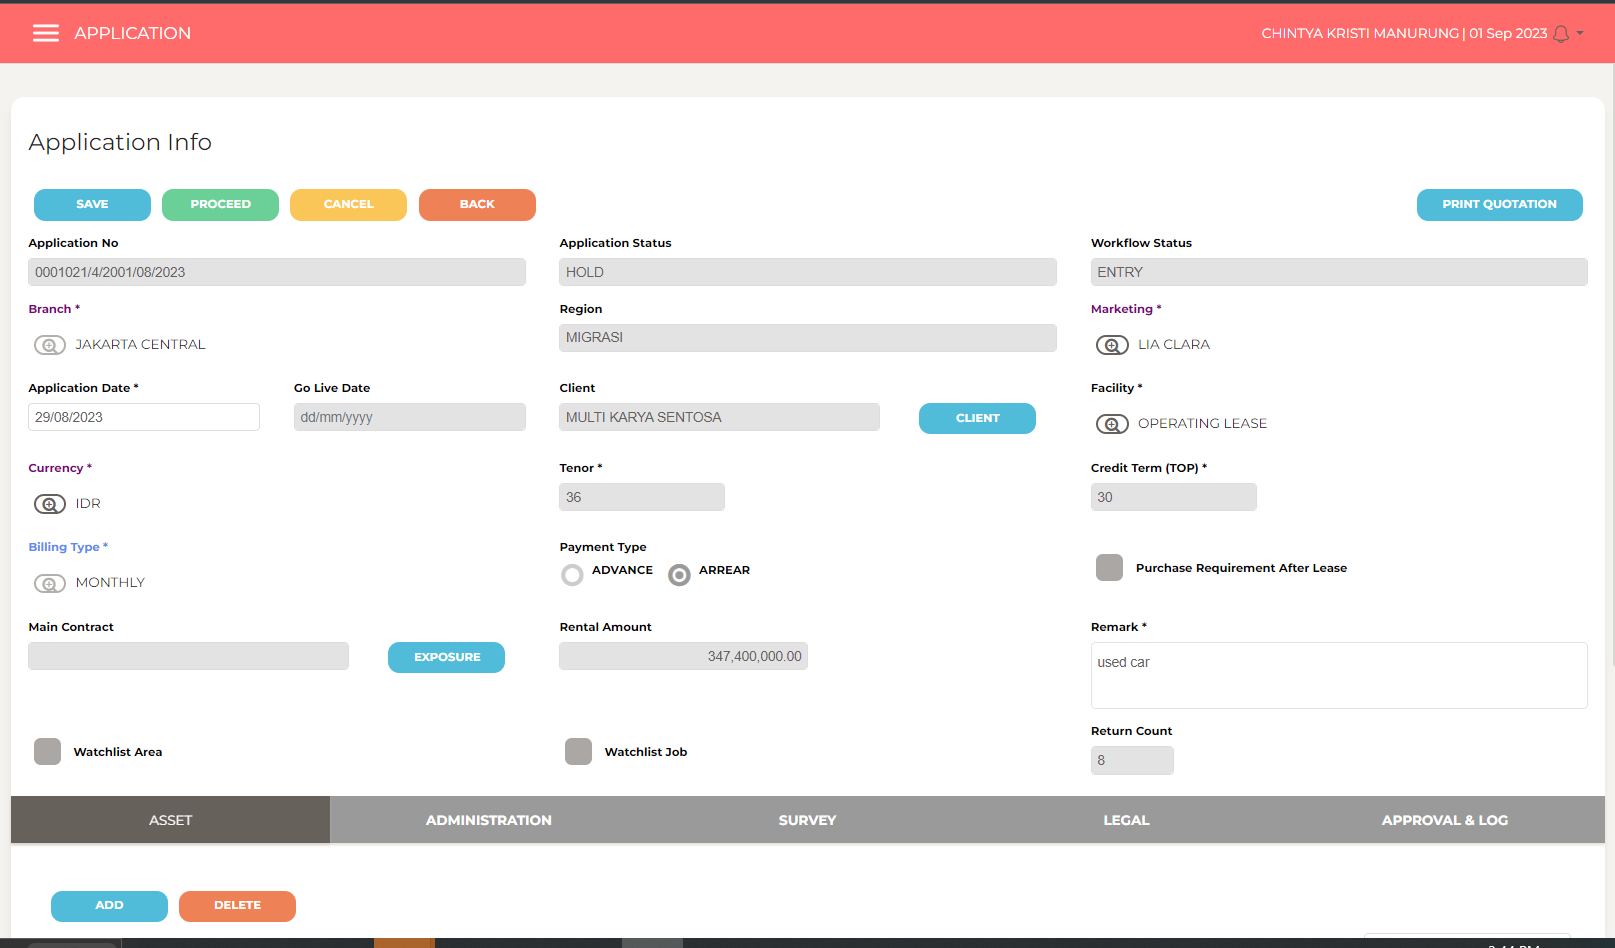 APPLICATION
CHINTYA KRISTI MANURUNG | 01 Sep 2023
Application Info
SAVE PROCEED CANCEL BACK PRINT QUOTATION
Application No Application Status Workflow Status
0001021/4/2001/08/2023 HOLD ENTRY
Branch * Region Marketing *
JAKARTA CENTRAL MIGRASI LIA CLARA
Application Date * Go Live Date Client Facility *
29/08/2023 dd/mm/yyyy MULTI KARYA SENTOSA CLIENT OPERATING LEASE
Currency * Tenor * Credit Term (TOP) *
IDR 36 30
Billing Type * Payment Type
MONTHLY ADVANCE ARREAR Purchase Requirement After Lease
Main Contract Rental Amount Remark *
EXPOSURE 347,400,000.00 used car
Return Count
Watchlist Area Watchlist Job 8
ASSET ADMINISTRATION SURVEY LEGAL APPROVAL & LOG
ADD DELETE